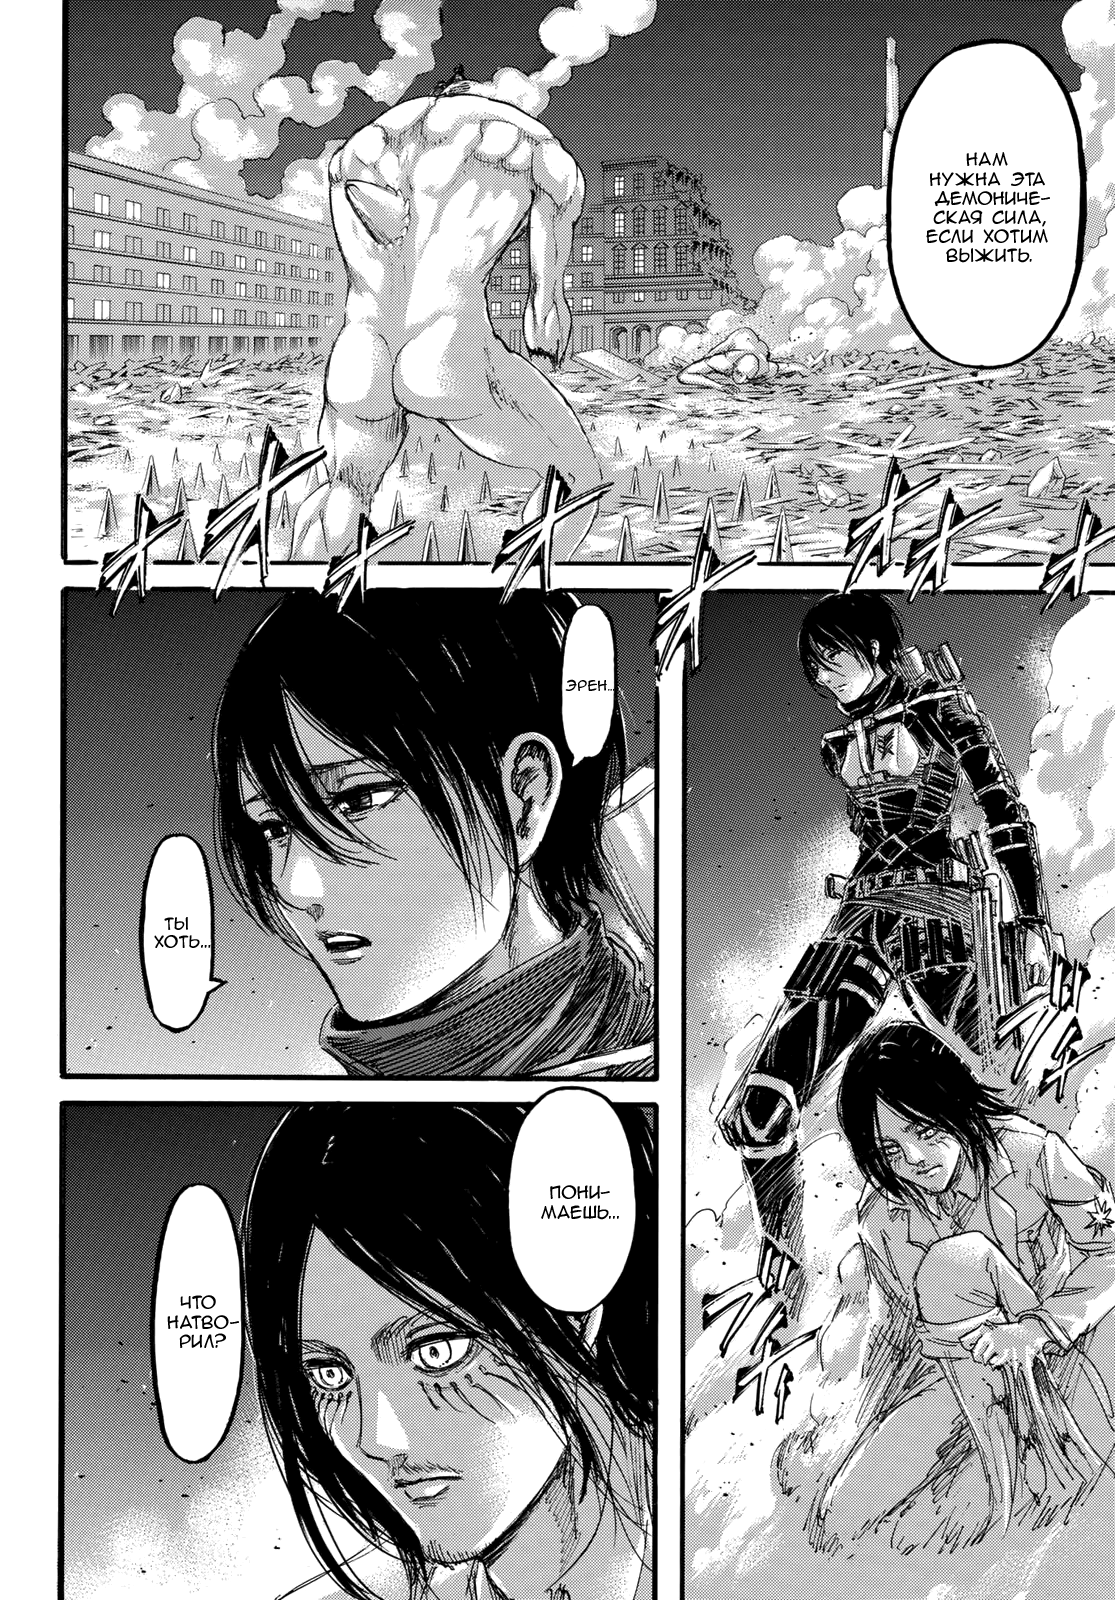 НАМ
НУЖНА ЭТА
ДЕМОНИЧЕ-
СКАЯ СИЛА,
ЕСЛИ ХОТИМ
ВЫЖИТЬ.
ЭРЕН...
ТЫ
ХОТЬ...
ПОНИ-
МАЕШЬ...
ЧТО
НАТВО-
РИЛ?